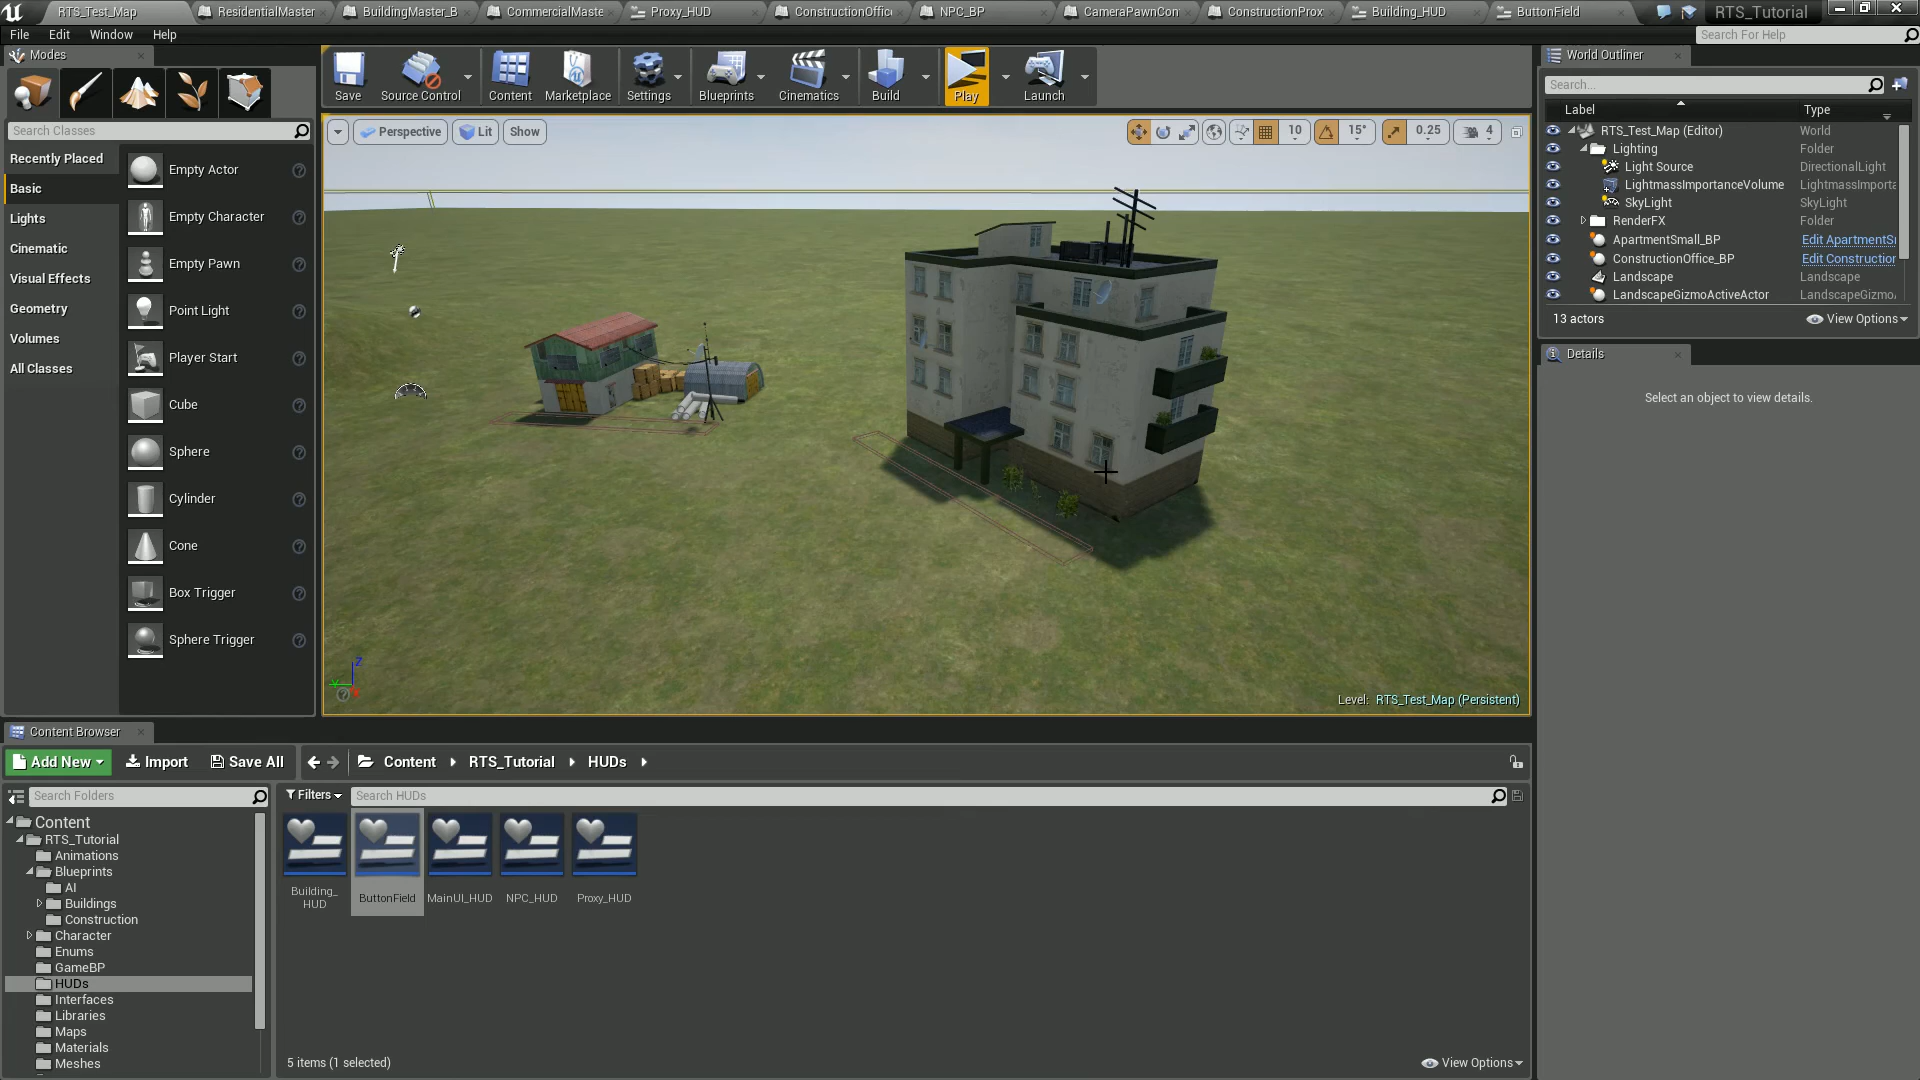 RTS_Test_Map
ResidentialMaster
BuildingMaster_B
CommercialMaste
Proxy_HUD
ConstructionOffic
NPC_BP
CameraPawnCon
ConstructionProx
Building_HUD
ButtonField
RTS_Tutorial
File Edit Window Help
Search For Help
Modes
Search Classes
Recently Placed
Basic
Lights
Cinematic
Visual Effects
Geometry
Volumes
All Classes
Empty Actor
Empty Character
Empty Pawn
Point Light
Player Start
Cube
Sphere
Cylinder
Cone
Box Trigger
Sphere Trigger
Save
Source Control
Content
Marketplace
Settings
Blueprints
Cinematics
Build
Play
Launch
Perspective
Lit
Show
10
15°
0.25
4
Level: RTS_Test_Map (Persistent)
World Outliner
Search...
Label Type
RTS_Test_Map (Editor) World
Lighting Folder
Light Source DirectionalLight
LightmassImportanceVolume LightmassImporta
SkyLight SkyLight
RenderFX Folder
ApartmentSmall_BP Edit ApartmentS
ConstructionOffice_BP Edit Construction
Landscape Landscape
LandscapeGizmoActiveActor LandscapeGizmo
13 actors View Options
Details
Select an object to view details.
Content Browser
Add New Import Save All Content RTS_Tutorial HUDs
Search Folders
Content
RTS_Tutorial
Animations
Blueprints
AI
Buildings
Construction
Character
Enums
GameBP
HUDs
Interfaces
Libraries
Maps
Materials
Meshes
Filters Search HUDs
Building_
HUD
ButtonField
MainUI_HUD
NPC_HUD
Proxy_HUD
5 items (1 selected) View Options